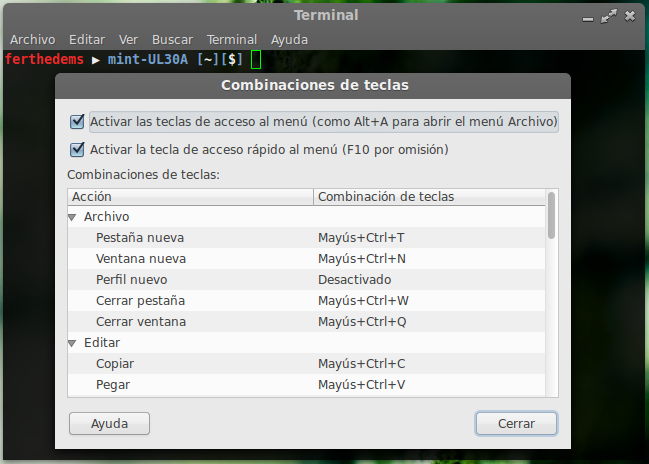 Terminal
Archivo Editar Ver Buscar Terminal Ayuda
ferthedems ▶ mint-UL30A [~][$]
Combinaciones de teclas
Activar las teclas de acceso al menú (como Alt+A para abrir el menú Archivo)
Activar la tecla de acceso rápido al menú (F10 por omisión)
Combinaciones de teclas:
Acción Combinación de teclas
Archivo
Pestaña nueva Mayús+Ctrl+T
Ventana nueva Mayús+Ctrl+N
Perfil nuevo Desactivado
Cerrar pestaña Mayús+Ctrl+W
Cerrar ventana Mayús+Ctrl+Q
Editar
Copiar Mayús+Ctrl+C
Pegar Mayús+Ctrl+V
Ayuda Cerrar